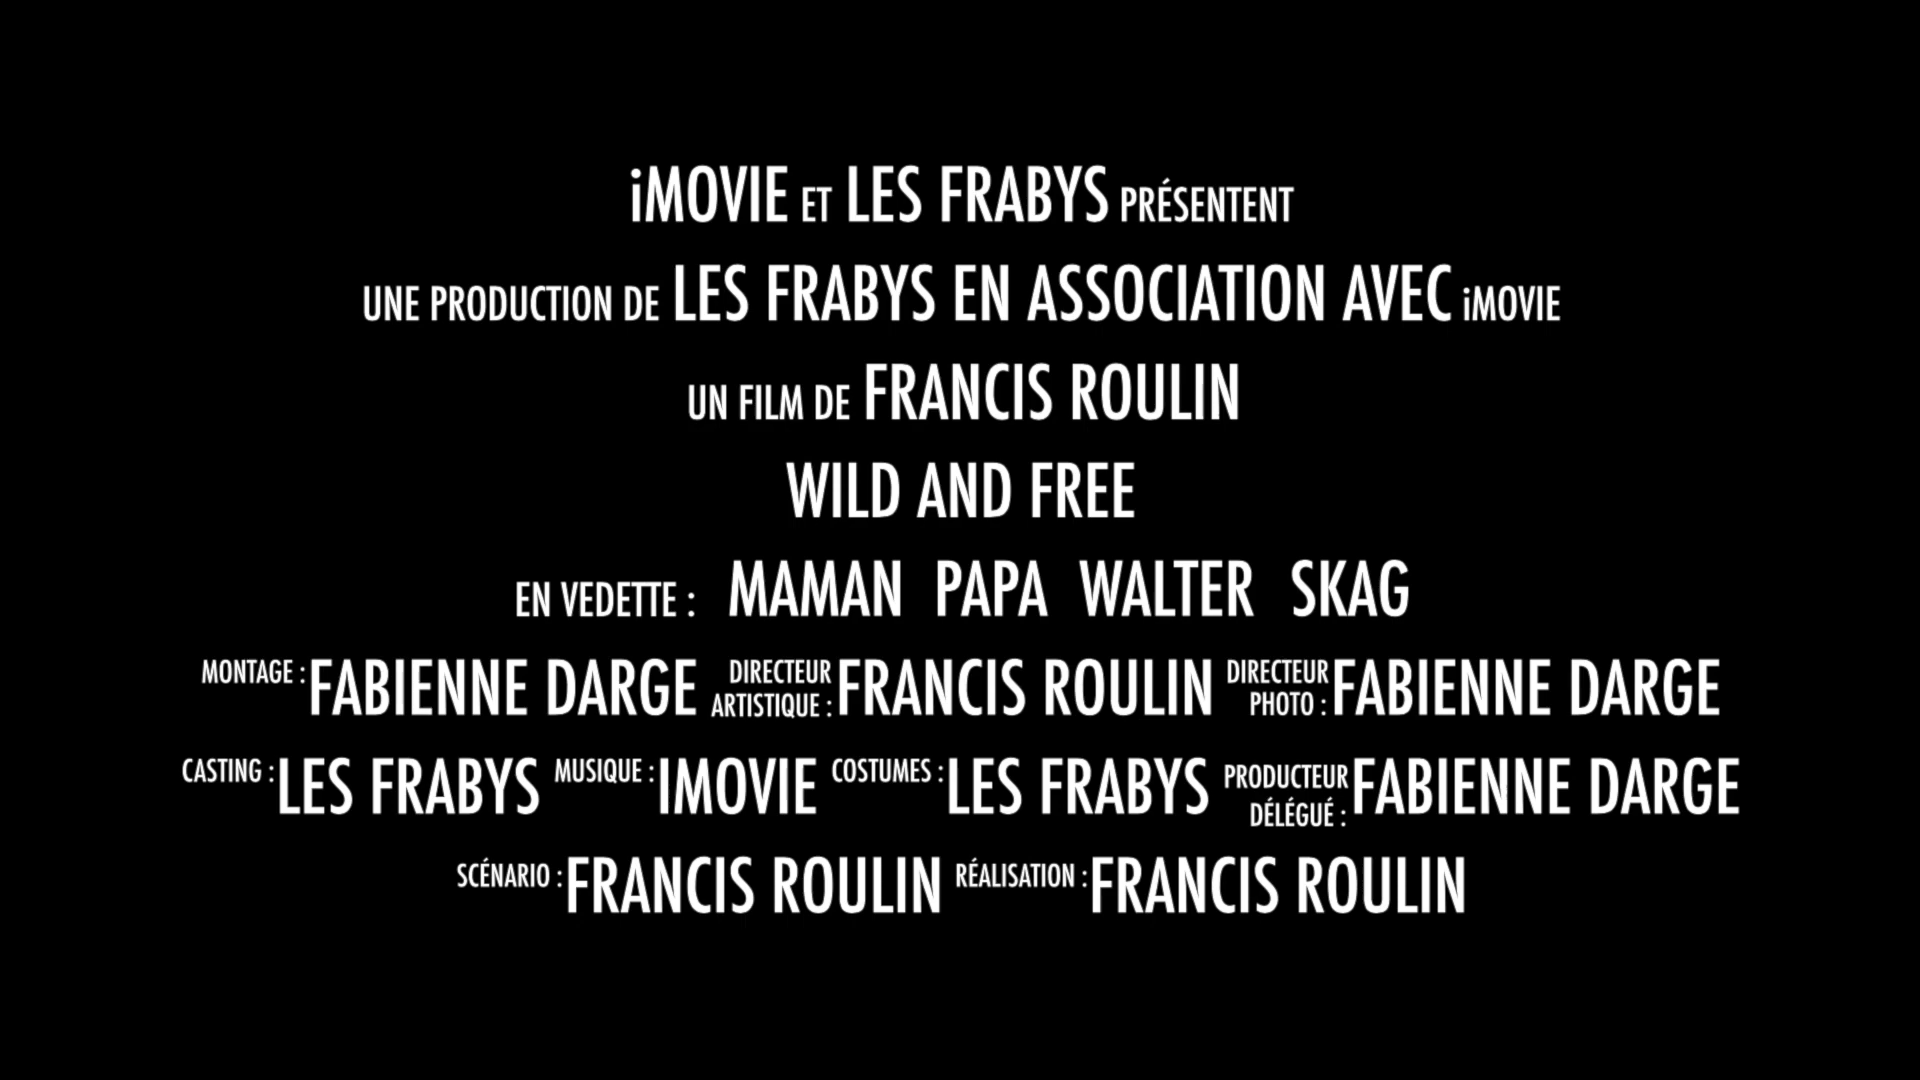 iMOVIE ET LES FRABYS PRÉSENTENT
UNE PRODUCTION DE LES FRABYS EN ASSOCIATION AVEC iMOVIE
UN FILM DE FRANCIS ROULIN
WILD AND FREE
EN VEDETTE : MAMAN PAPA WALTER SKAG
MONTAGE : FABIENNE DARGE DIRECTEUR ARTISTIQUE : FRANCIS ROULIN DIRECTEUR PHOTO : FABIENNE DARGE
CASTING : LES FRABYS MUSIQUE : IMOVIE COSTUMES : LES FRABYS PRODUCTEUR DÉLÉGUÉ : FABIENNE DARGE
SCÉNARIO : FRANCIS ROULIN RÉALISATION : FRANCIS ROULIN